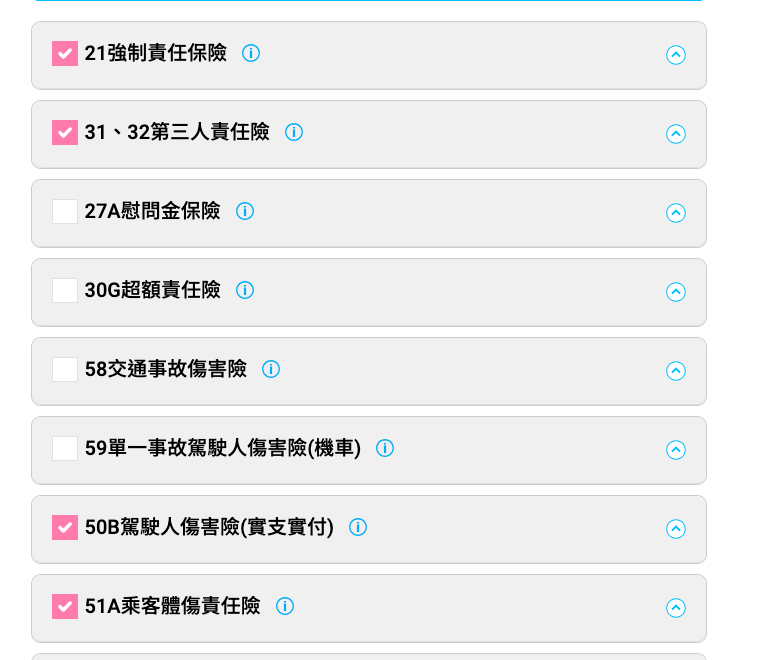 21強制責任保險
31、32第三人責任險
27A慰問金保險
30G超額責任險
58交通事故傷害險
59單一事故駕駛人傷害險(機車)
50B駕駛人傷害險(實支實付)
51A乘客體傷責任險